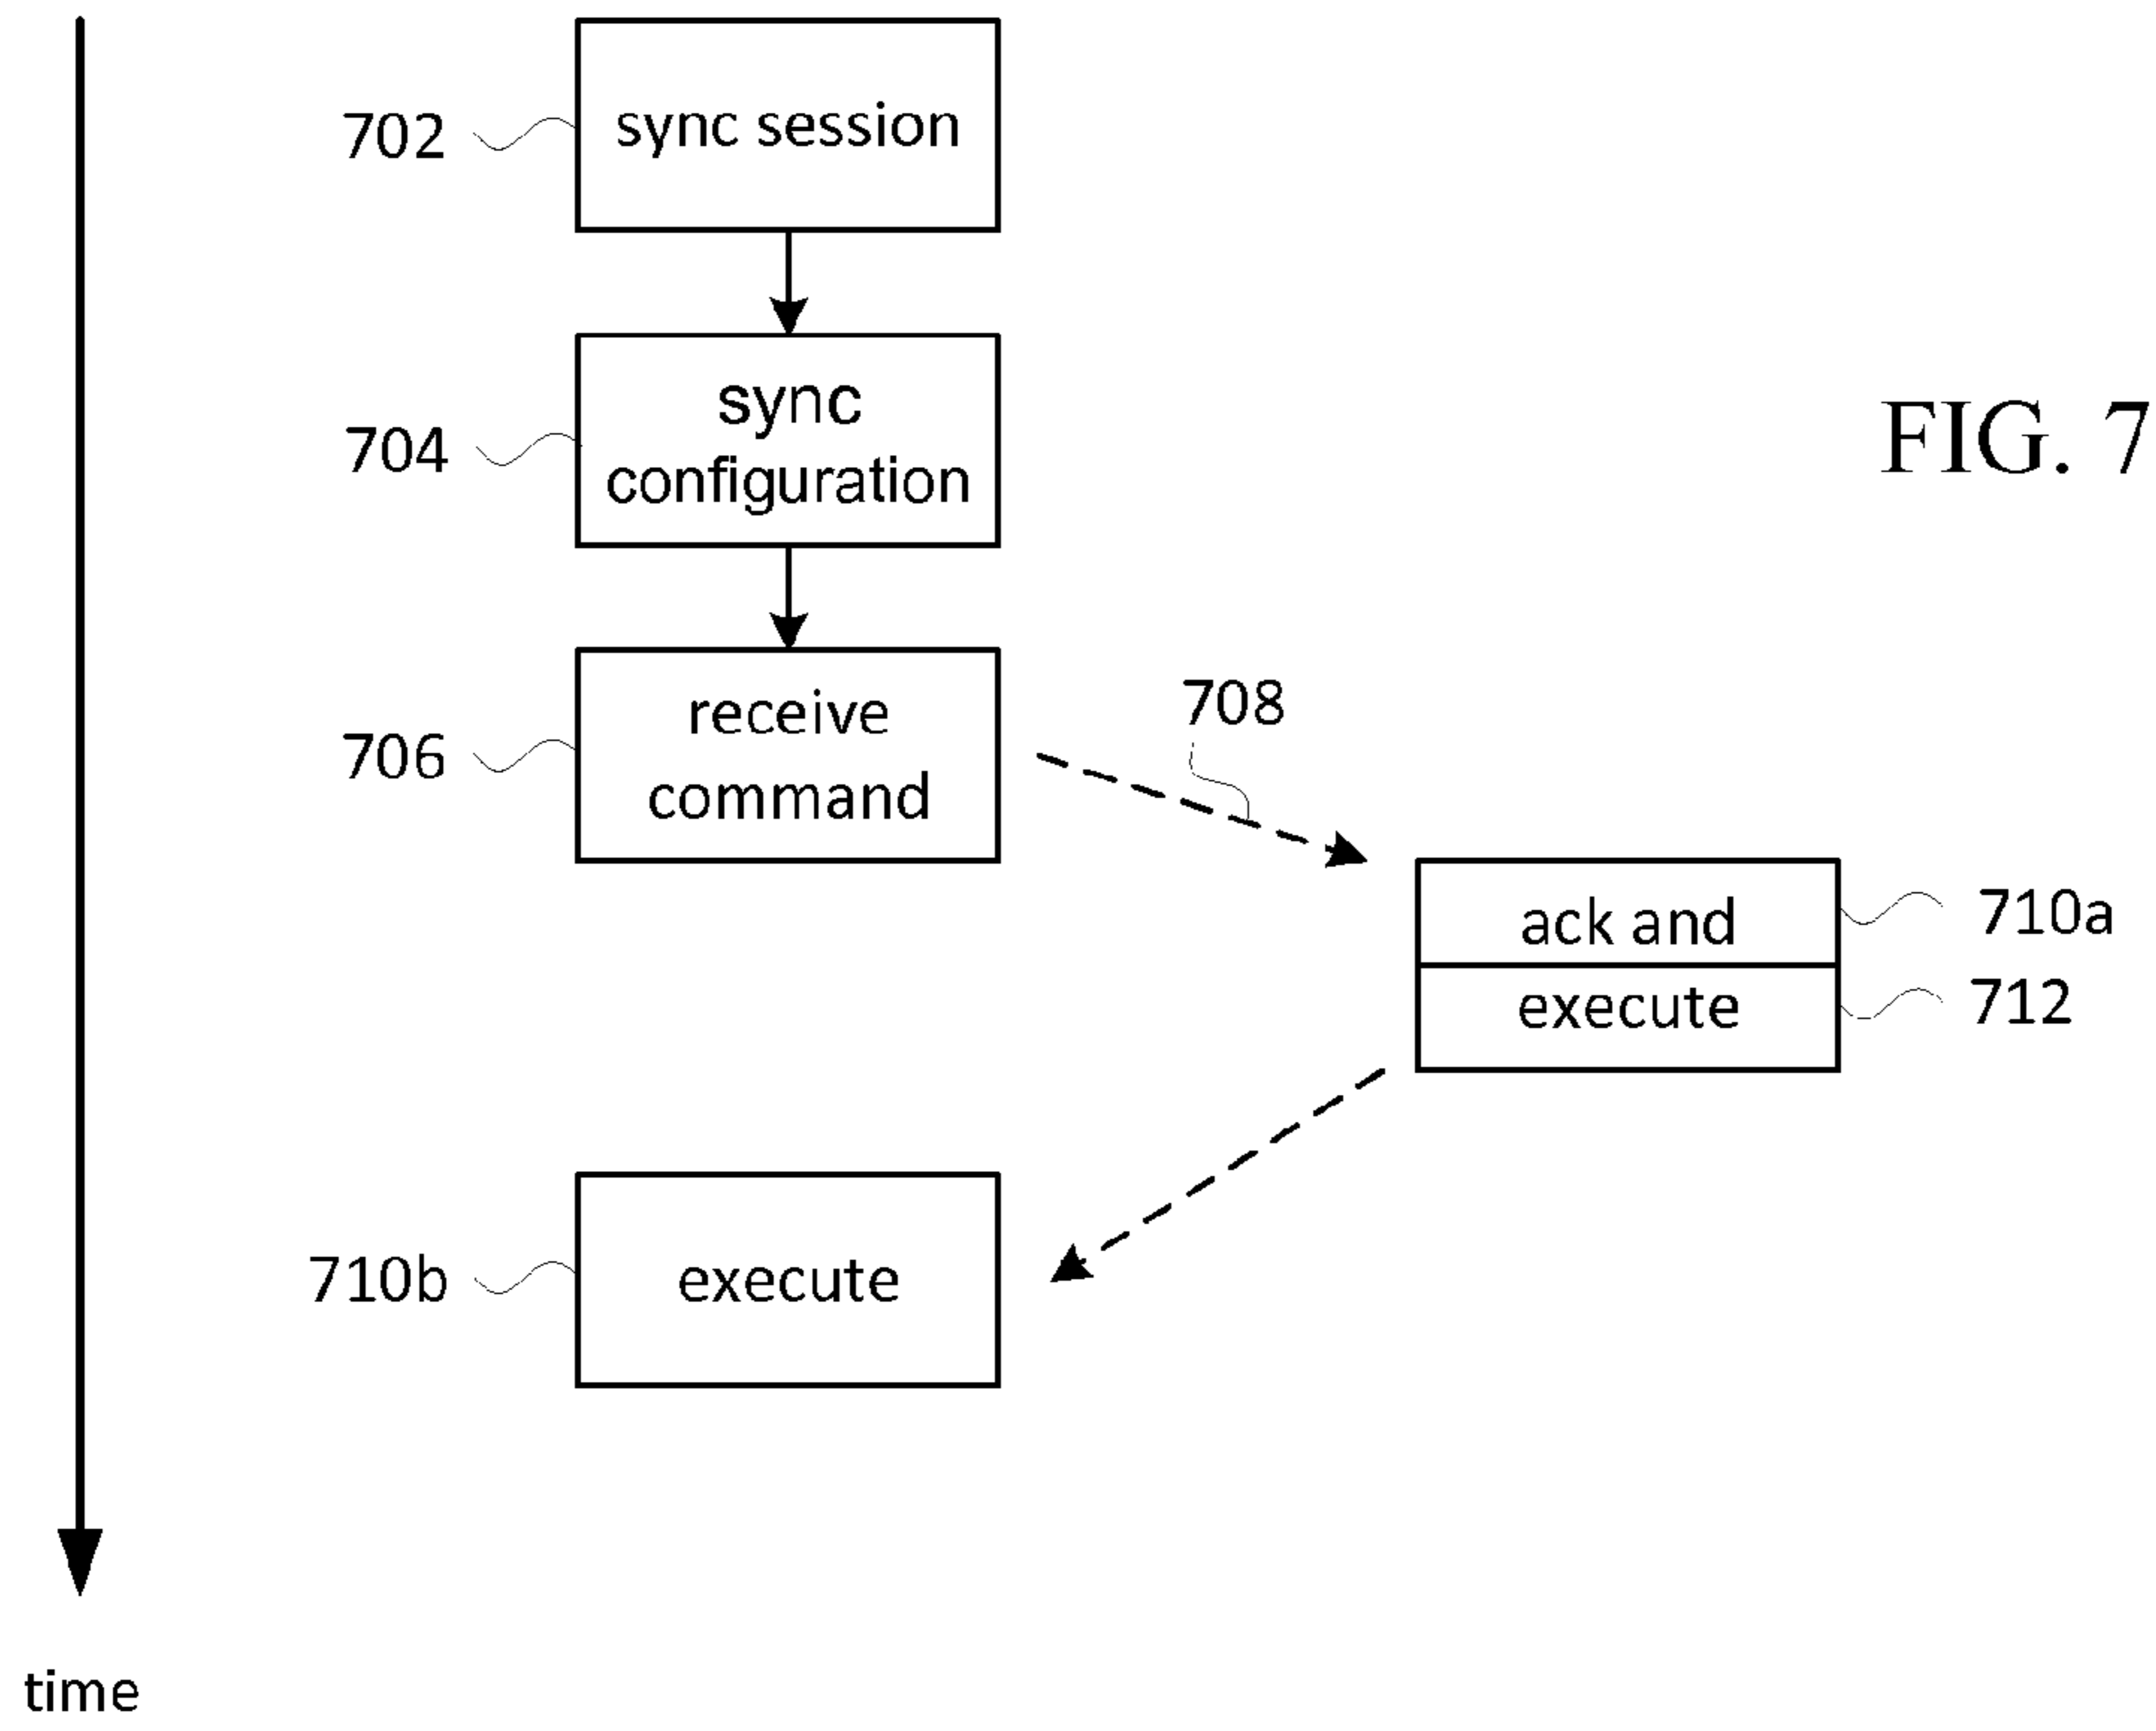 702
sync session
704
sync
configuration
FIG. 7
706
receive
command
708
ack and
710a
execute
712
710b
execute
time